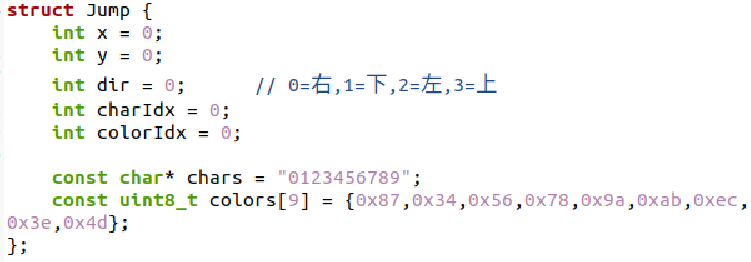 struct Jump {
    int x = 0;
    int y = 0;
    int dir = 0;      // 0=右,1=下,2=左,3=上
    int charIdx = 0;
    int colorIdx = 0;

    const char* chars = "0123456789";
    const uint8_t colors[9] = {0x87,0x34,0x56,0x78,0x9a,0xab,0xec,
0x3e,0x4d};
};